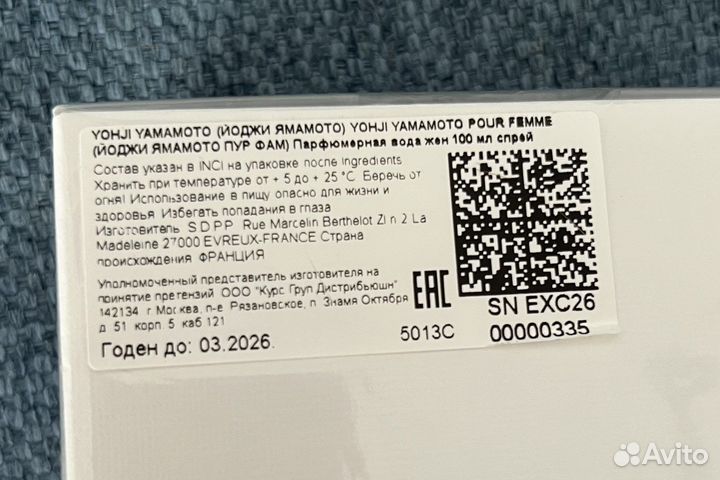 YOHJI YAMAMOTO (ЙОДЖИ ЯМАМОТО) YOHJI YAMAMOTO POUR FEMME
(ЙОДЖИ ЯМАМОТО ПУР ФАМ) Парфюмерная вода жен 100 мл спрей
Состав указан в INCI на упаковке после Ingredients
Хранить при температуре от + 5 до + 25 °С Беречь от
огня! Использование в пищу опасно для жизни и
здоровья Избегать попадания в глаза
Изготовитель S.D.P.P. Rue Marcelin Berthelot ZI n 2 La
Madeleine 27000 EVREUX-FRANCE Страна
происхождения ФРАНЦИЯ
Уполномоченный представитель изготовителя на
принятие претензий ООО "Курс Груп Дистрибьюшн"
142134 г Москва, п-е Рязановское, п Знамя Октября
д 51 корп. 5 каб 121
EAC
SN EXC26
00000335
5013С
Годен до: 03.2026.
Avito